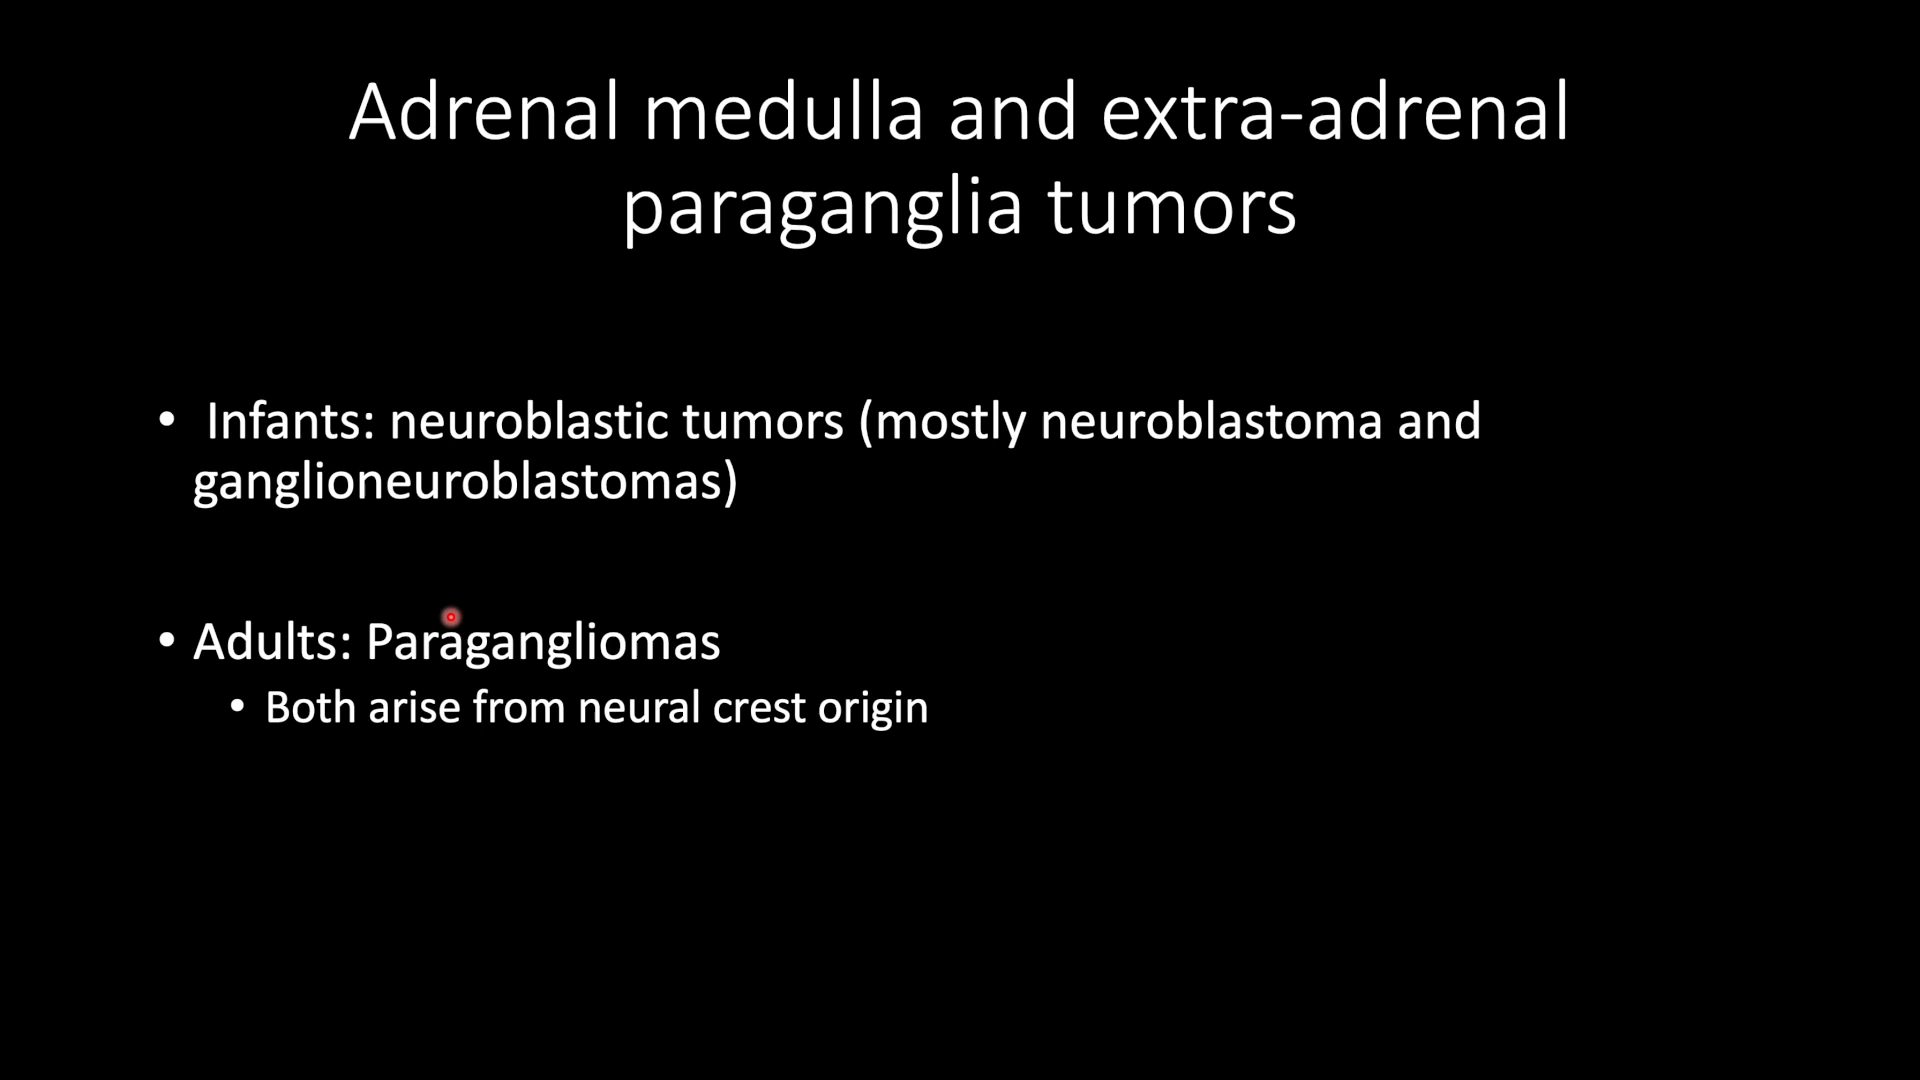 Adrenal medulla and extra-adrenal
paraganglia tumors
• Infants: neuroblastic tumors (mostly neuroblastoma and
ganglioneuroblastomas)
• Adults: Paragangliomas
• Both arise from neural crest origin